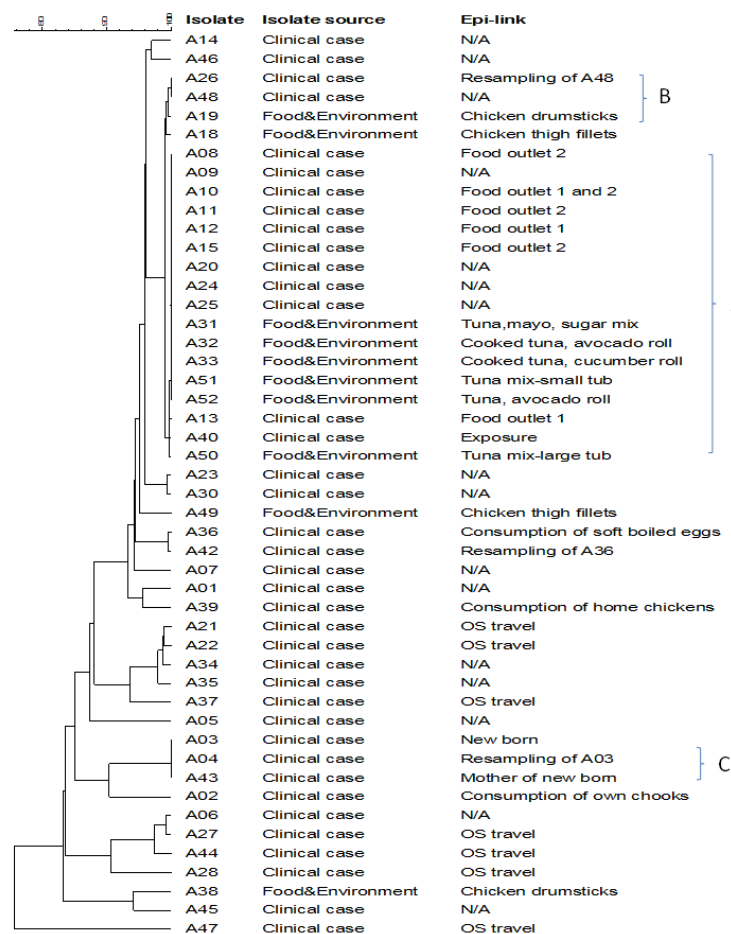 60 80 100 Isolate Isolate source Epi-link
A14 Clinical case N/A
A46 Clinical case N/A
A26 Clinical case Resampling of A48
A48 Clinical case N/A
B
A19 Food&Environment Chicken drumsticks
A18 Food&Environment Chicken thigh fillets
A08 Clinical case Food outlet 2
A09 Clinical case N/A
A10 Clinical case Food outlet 1 and 2
A11 Clinical case Food outlet 2
A12 Clinical case Food outlet 1
A15 Clinical case Food outlet 2
A20 Clinical case N/A
A24 Clinical case N/A
A25 Clinical case N/A
A31 Food&Environment Tuna,mayo, sugar mix
A32 Food&Environment Cooked tuna, avocado roll
A33 Food&Environment Cooked tuna, cucumber roll
A51 Food&Environment Tuna mix-small tub
A52 Food&Environment Tuna, avocado roll
A13 Clinical case Food outlet 1
A40 Clinical case Exposure
A50 Food&Environment Tuna mix-large tub
A23 Clinical case N/A
A30 Clinical case N/A
A49 Food&Environment Chicken thigh fillets
A36 Clinical case Consumption of soft boiled eggs
A42 Clinical case Resampling of A36
A07 Clinical case N/A
A01 Clinical case N/A
A39 Clinical case Consumption of home chickens
A21 Clinical case OS travel
A22 Clinical case OS travel
A34 Clinical case N/A
A35 Clinical case N/A
A37 Clinical case OS travel
A05 Clinical case N/A
A03 Clinical case New born
A04 Clinical case Resampling of A03
C
A43 Clinical case Mother of new born
A02 Clinical case Consumption of own chooks
A06 Clinical case N/A
A27 Clinical case OS travel
A44 Clinical case OS travel
A28 Clinical case OS travel
A38 Food&Environment Chicken drumsticks
A45 Clinical case N/A
A47 Clinical case OS travel